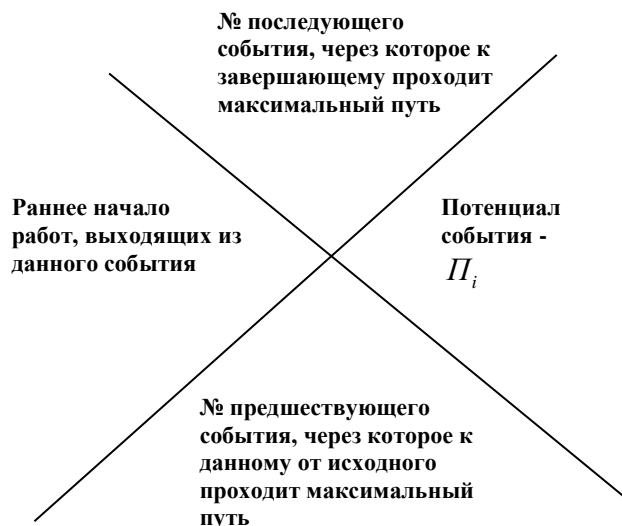 № последующего
события, через которое к
завершающему проходит
максимальный путь
Раннее начало
работ, выходящих из
данного события
Потенциал
события -
Πᵢ
№ предшествующего
события, через которое к
данному от исходного
проходит максимальный
путь